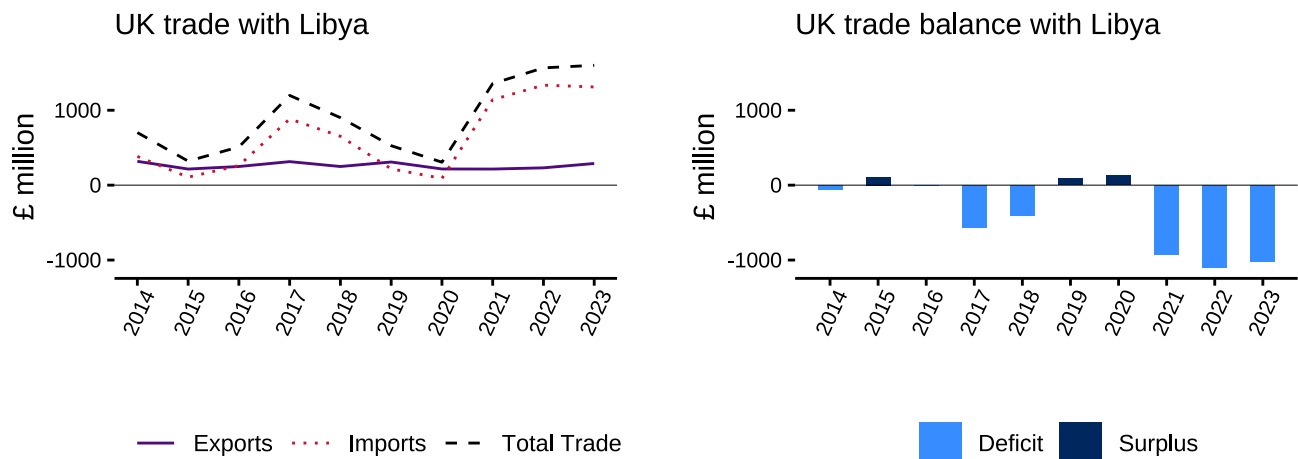 UK trade with Libya
£ million
1000
0
-1000
2014 2015 2016 2017 2018 2019 2020 2021 2022 2023
Exports Imports Total Trade
UK trade balance with Libya
£ million
1000
0
-1000
2014 2015 2016 2017 2018 2019 2020 2021 2022 2023
Deficit Surplus